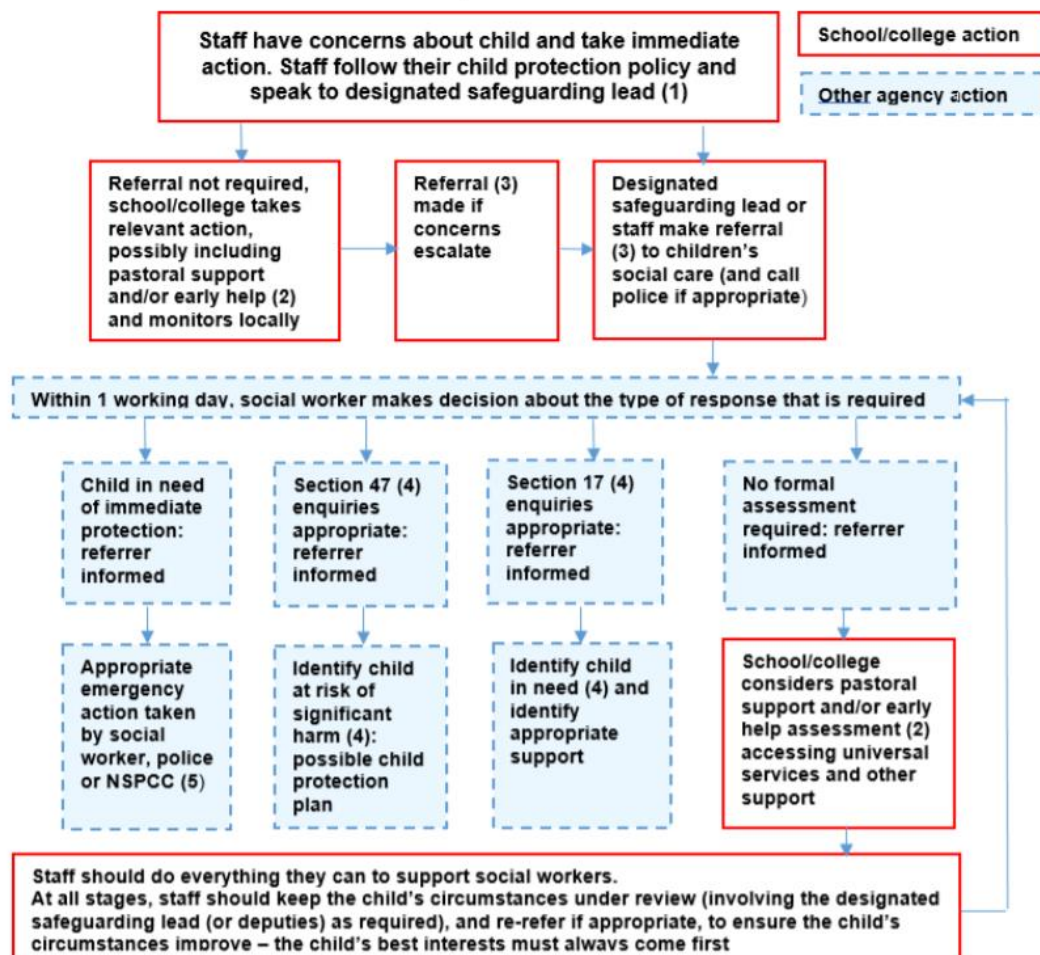 Staff have concerns about child and take immediate
action. Staff follow their child protection policy and
speak to designated safeguarding lead (1)
School/college action
Other agency action
Referral not required,
school/college takes
relevant action,
possibly including
pastoral support
and/or early help (2)
and monitors locally
Referral (3)
made if
concerns
escalate
Designated
safeguarding lead or
staff make referral
(3) to children's
social care (and call
police if appropriate)
Within 1 working day, social worker makes decision about the type of response that is required
Child in need
of immediate
protection:
referrer
informed
Section 47 (4)
enquiries
appropriate:
referrer
informed
Section 17 (4)
enquiries
appropriate:
referrer
informed
No formal
assessment
required: referrer
informed
Appropriate
emergency
action taken
by social
worker, police
or NSPCC (5)
Identify child
at risk of
significant
harm (4):
possible child
protection
plan
Identify child
in need (4) and
identify
appropriate
support
School/college
considers pastoral
support and/or early
help assessment (2)
accessing universal
services and other
support
Staff should do everything they can to support social workers.
At all stages, staff should keep the child's circumstances under review (involving the designated
safeguarding lead (or deputies) as required), and re-refer if appropriate, to ensure the child's
circumstances improve – the child's best interests must always come first